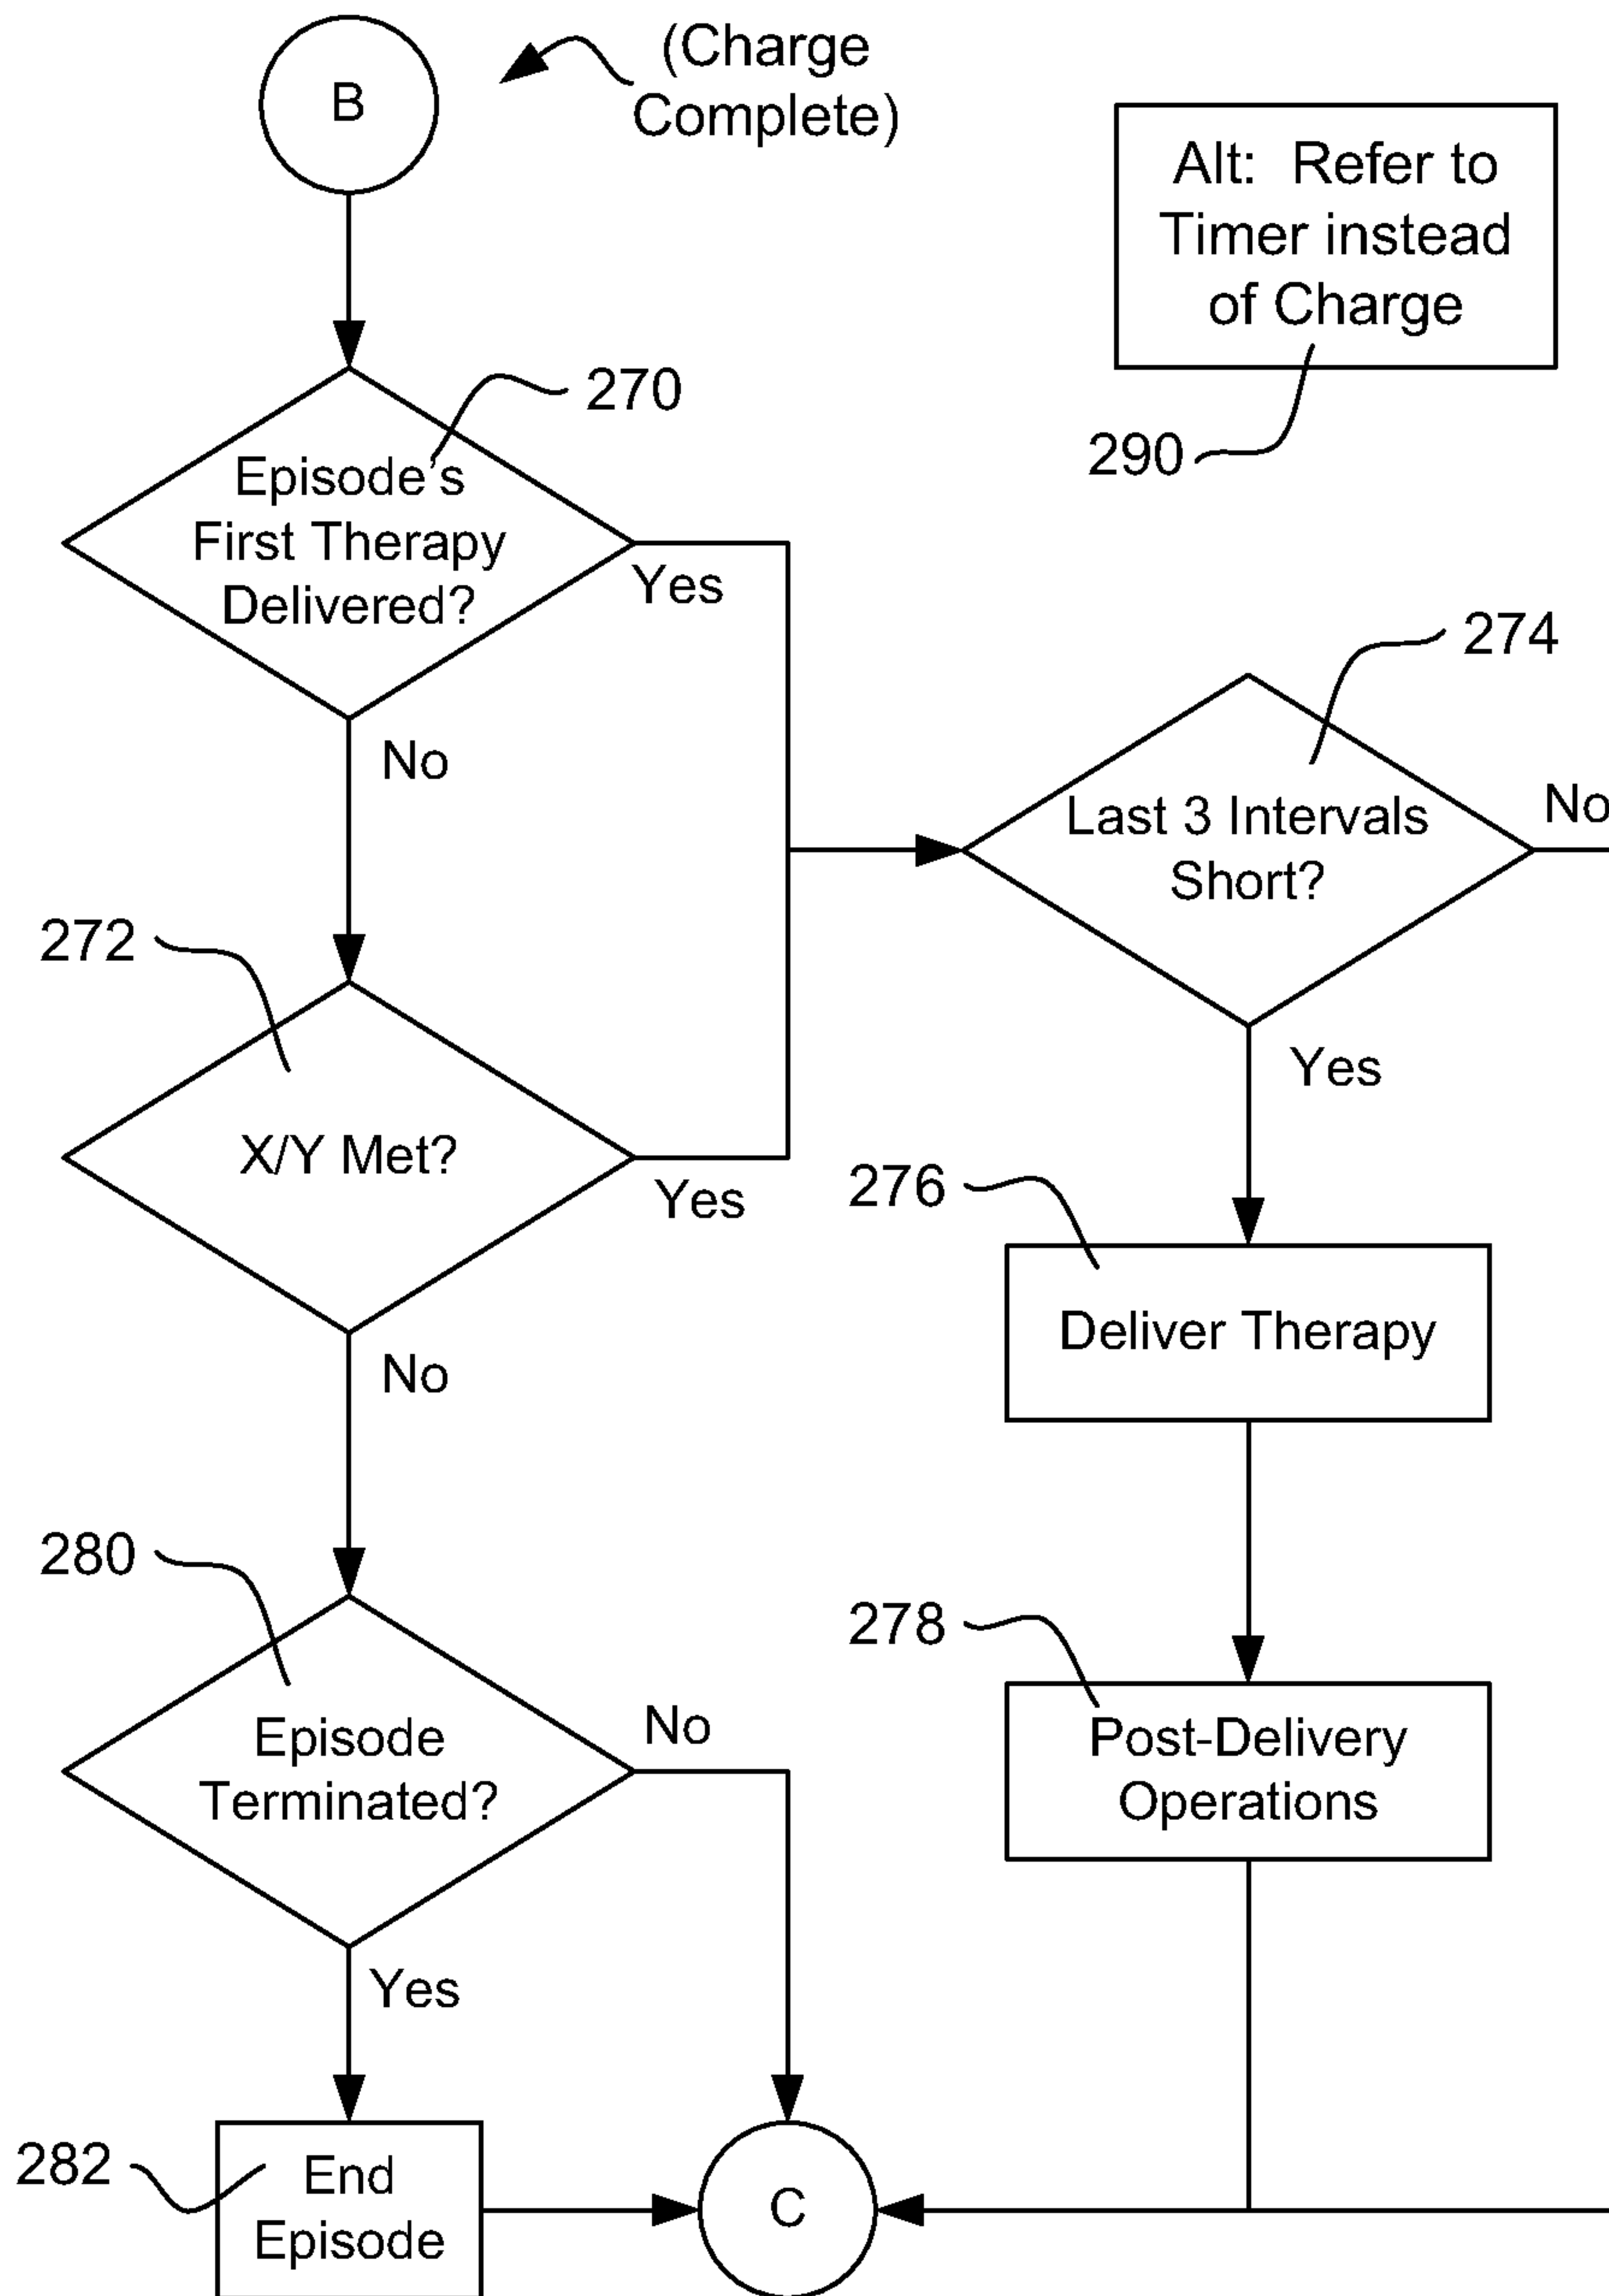 B
(Charge
Complete)
Alt: Refer to
Timer instead
of Charge
290
270
Episode's
First Therapy
Delivered?
Yes
No
274
Last 3 Intervals
Short?
No
Yes
272
X/Y Met?
Yes
No
276
Deliver Therapy
280
Episode
Terminated?
No
Yes
278
Post-Delivery
Operations
282
End
Episode
C